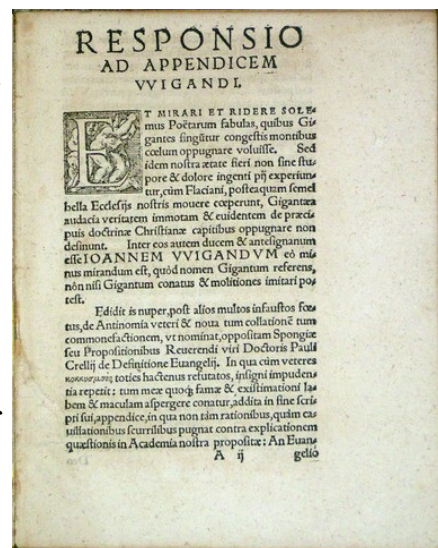 RESPONSIO
AD APPENDICEM
VVIGANDI.
ET MIRARI ET RIDERE SOLE⸗
mus Poëtarum fabulas, quibus Gi⸗
gantes finguntur congestis montibus
cœlum oppugnare voluisse. Sed
idem nostra ætate fieri non sine stu⸗
pore & dolore ingenti pij experiun⸗
tur, cùm Flaciani, posteaquam semel
bella Ecclesijs nostris mouere cœperunt, Gigantæa
audacia veritatem immotam & euidentem de præci⸗
puis doctrinæ Christianæ capitibus oppugnare non
desinunt. Inter eos autem ducem & antesignanum
esse IOANNEM VVIGANDVM eò mi⸗
nus mirandum est, quòd nomen Gigantum referens,
nõ nisi Gigantum conatus & molitiones imitari po⸗
test.
Edidit is nuper, post alios multos infaustos fœ⸗
tus, de Antinomia veteri & noua tum collationẽ tum
commonefactionem, vt nominat, oppositam Spongiæ
seu Propositionibus Reuerendi viri Doctoris Pauli
Crellij de Definitione Euangelij. In qua cùm veteres
toties hactenus refutatos, insigni impuden⸗
tia repetit: tum meæ quoq; famæ & existimationi la⸗
bem & maculam aspergere conatur, addita in fine scri⸗
pti sui, appendice, in qua non tàm rationibus, quàm ca⸗
uillationibus scurrilibus pugnat contra explicationem
quæstionis in Academia nostra propositæ: An Euan⸗
A ij gelio